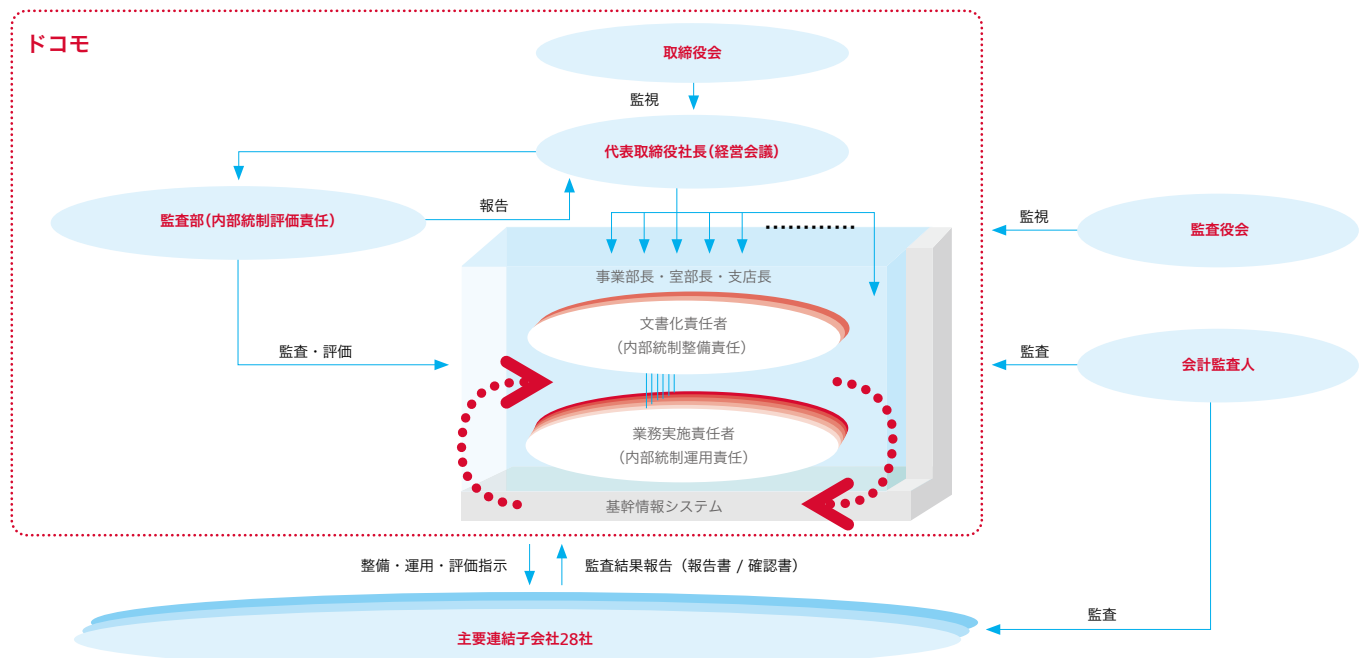 ドコモ
取締役会
監視
代表取締役社長(経営会議)
監査部(内部統制評価責任)
報告
監視
監査役会
事業部長・室部長・支店長
文書化責任者
(内部統制整備責任)
監査・評価
監査
会計監査人
業務実施責任者
(内部統制運用責任)
基幹情報システム
整備・運用・評価指示
監査結果報告(報告書 / 確認書)
監査
主要連結子会社28社